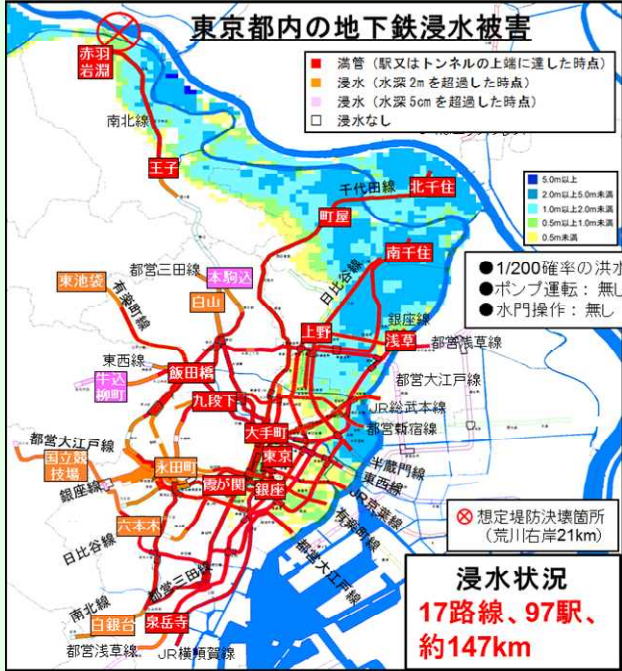 東京都内の地下鉄浸水被害
満管（駅又はトンネルの上端に達した時点）
浸水（水深2mを超過した時点）
浸水（水深5cmを超過した時点）
浸水なし
赤羽
岩淵
南北線
王子
千代田線
北千住
町屋
5.0m以上
2.0m以上5.0m未満
1.0m以上2.0m未満
0.5m以上1.0m未満
0.5m未満
南千住
都営三田線
本駒込
日比谷線
●1/200確率の洪水
●ポンプ運転：無し
●水門操作：無し
東池袋
有楽町線
白山
上野
銀座線
浅草
都営浅草線
東西線
飯田橋
牛込
柳町
九段下
都営大江戸線
JR総武本線
都営新宿線
大手町
都営大江戸線
国立競
技場
永田町
東京
半蔵門線
東西線
銀座線
霞が関
銀座
JR京葉線
有楽町線
六本木
日比谷線
都営三田線
都営大江戸線
想定堤防決壊箇所
（荒川右岸21km）
南北線
白銀台
泉岳寺
都営浅草線
JR横須賀線
浸水状況
17路線、97駅、
約147km